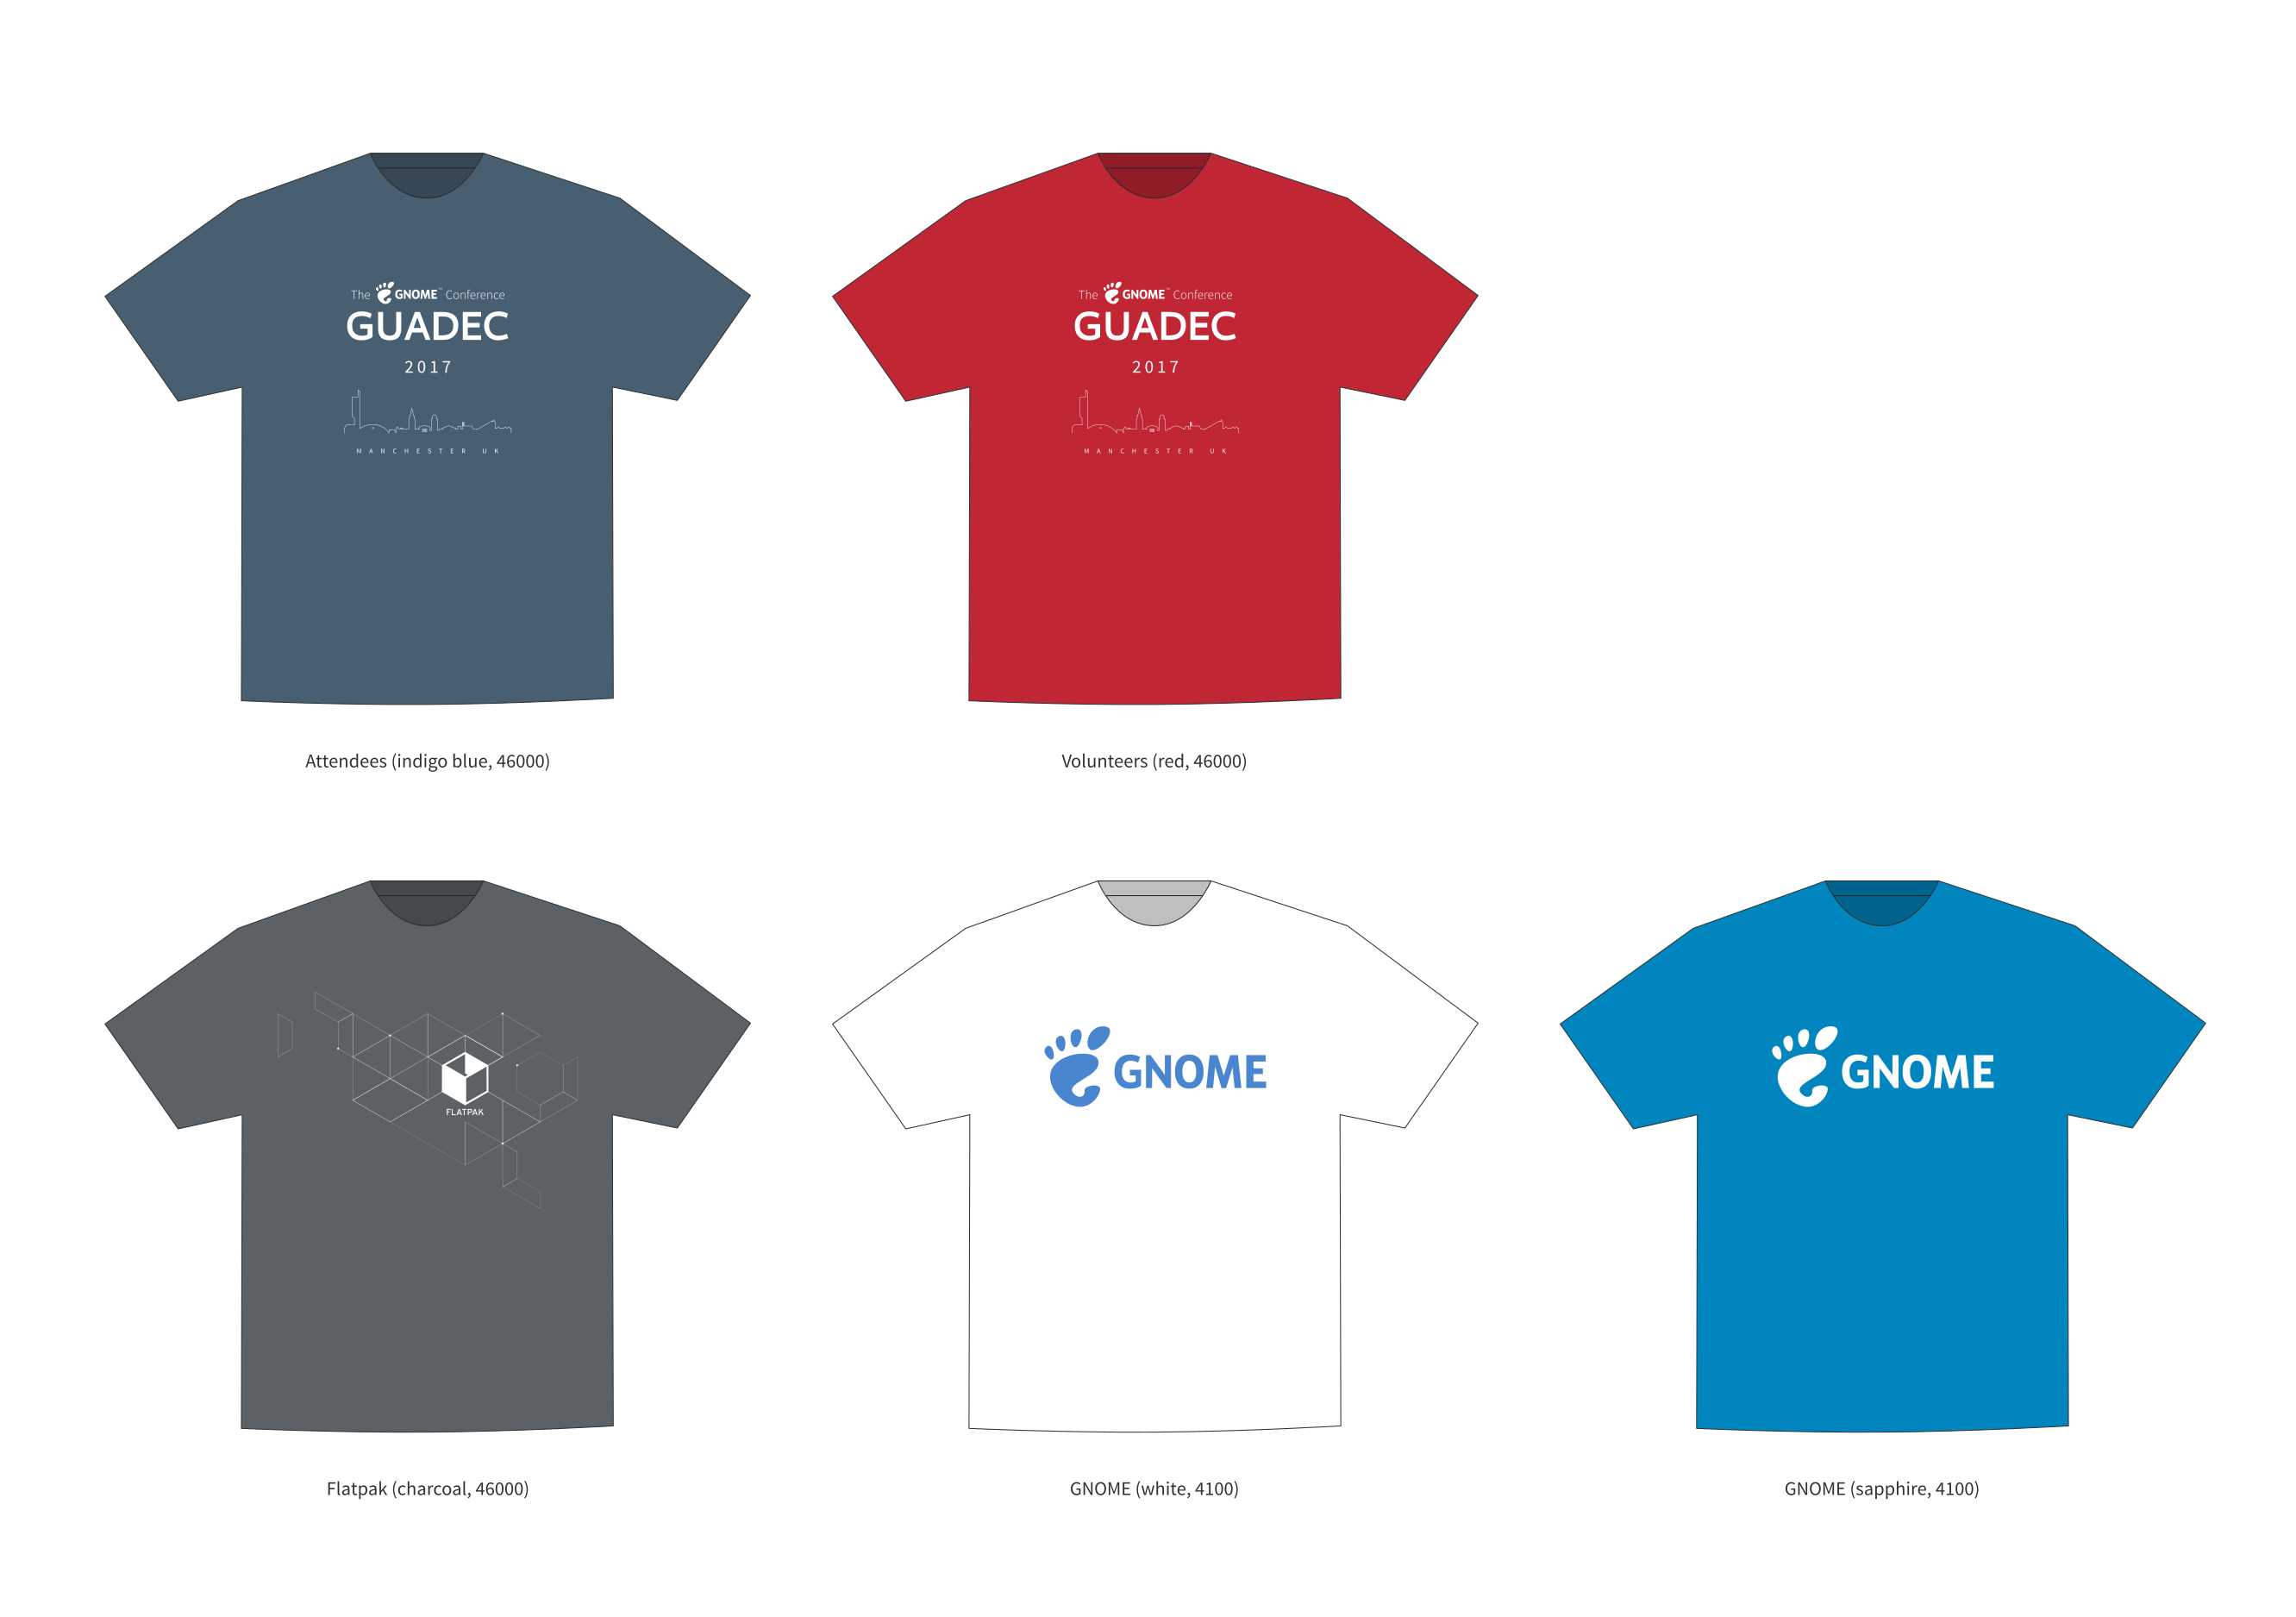 The GNOME™ Conference
GUADEC
2017
MANCHESTER UK
Attendees (indigo blue, 46000)
The GNOME™ Conference
GUADEC
2017
MANCHESTER UK
Volunteers (red, 46000)
FLATPAK
Flatpak (charcoal, 46000)
GNOME
GNOME (white, 4100)
GNOME
GNOME (sapphire, 4100)